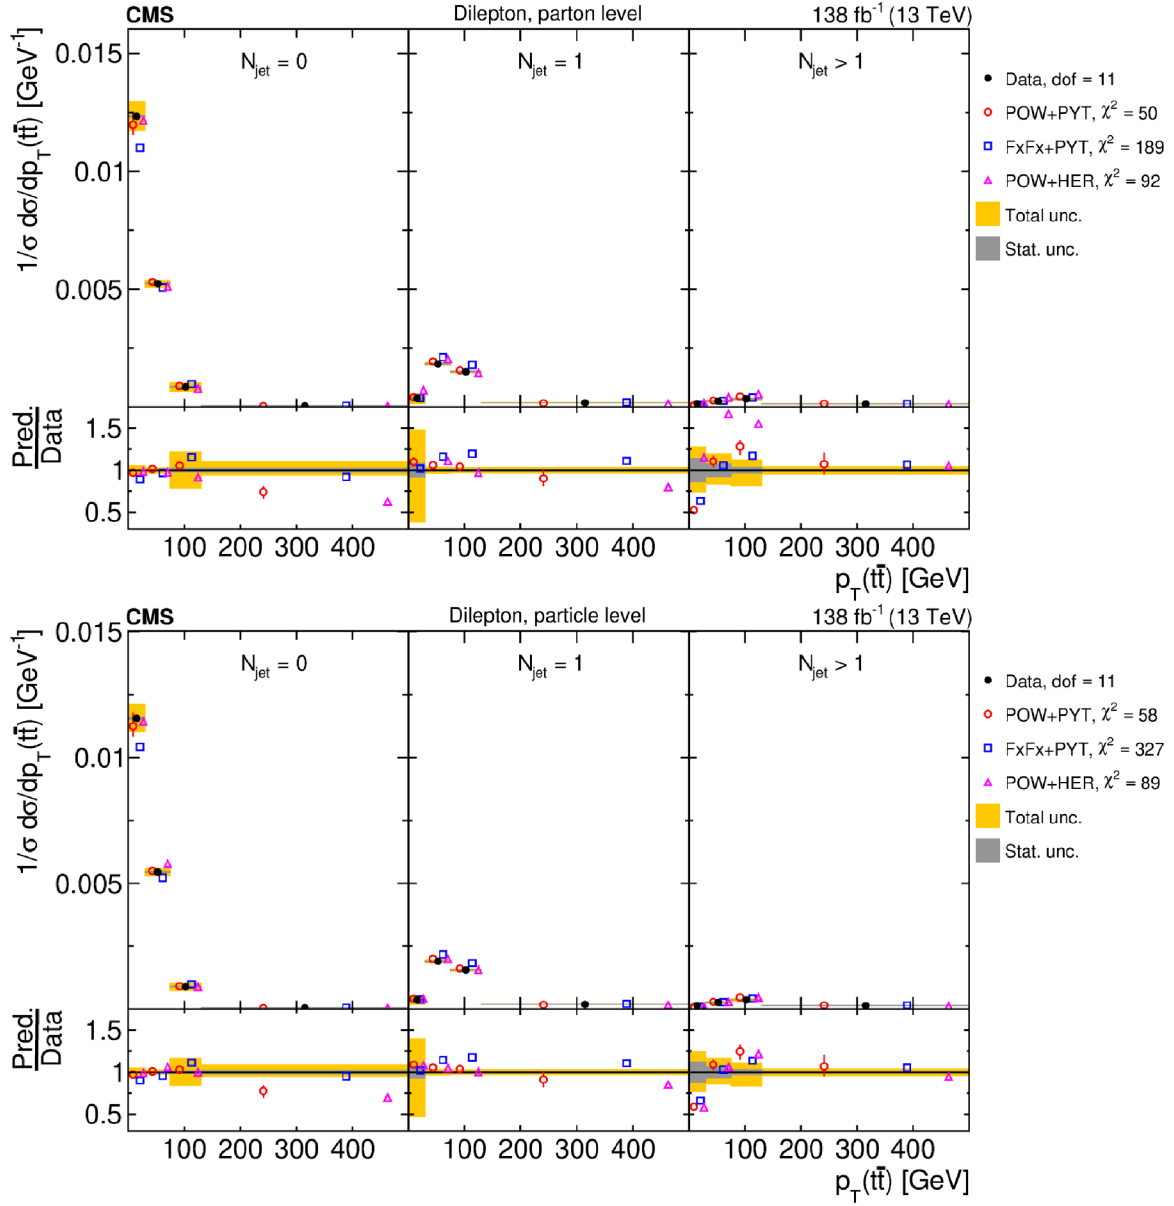 CMS Dilepton, parton level 138 fb⁻¹ (13 TeV)
1/σ dσ/dp_T(tt̄) [GeV⁻¹]
0.015
0.01
0.005
N_jet = 0 N_jet = 1 N_jet > 1
Data, dof = 11
POW+PYT, χ² = 50
FxFx+PYT, χ² = 189
POW+HER, χ² = 92
Total unc.
Stat. unc.
Pred.
Data
1.5
1
0.5
100 200 300 400 100 200 300 400 100 200 300 400
p_T(tt̄) [GeV]
CMS Dilepton, particle level 138 fb⁻¹ (13 TeV)
1/σ dσ/dp_T(tt̄) [GeV⁻¹]
0.015
0.01
0.005
N_jet = 0 N_jet = 1 N_jet > 1
Data, dof = 11
POW+PYT, χ² = 58
FxFx+PYT, χ² = 327
POW+HER, χ² = 89
Total unc.
Stat. unc.
Pred.
Data
1.5
1
0.5
100 200 300 400 100 200 300 400 100 200 300 400
p_T(tt̄) [GeV]